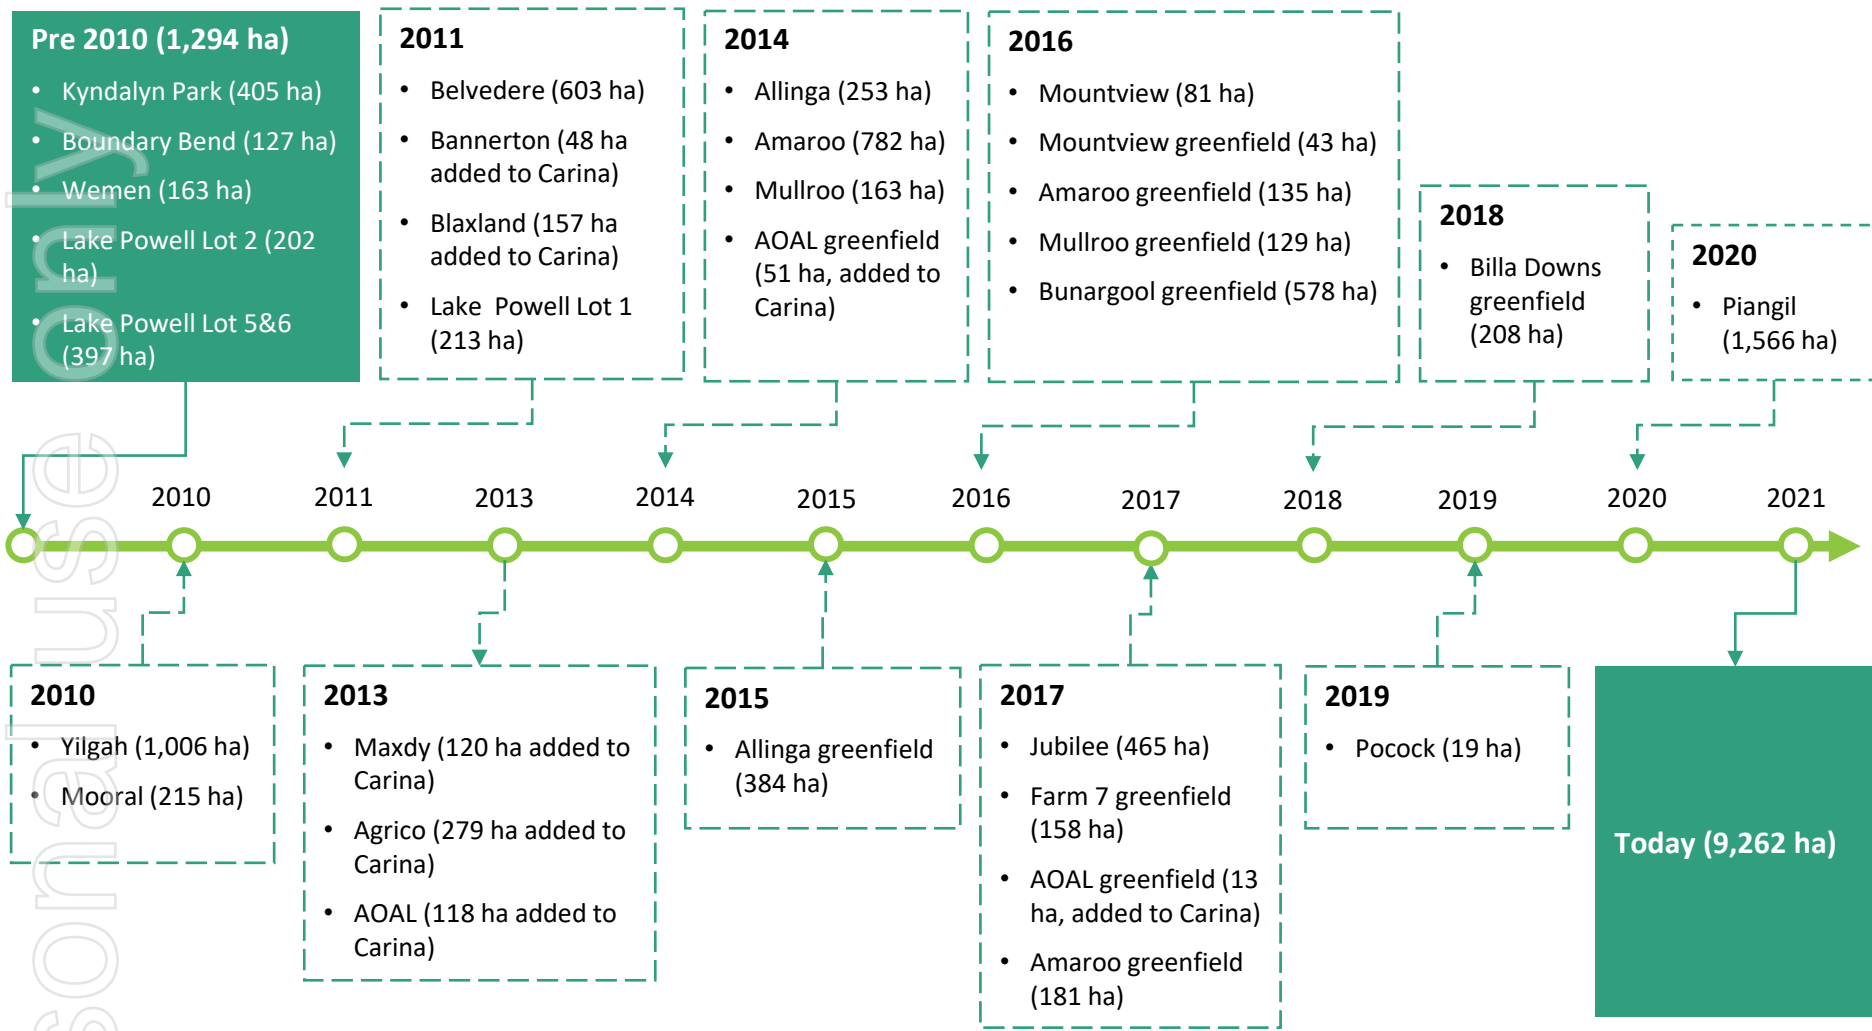 Pre 2010 (1,294 ha)
• Kyndalyn Park (405 ha)
• Boundary Bend (127 ha)
• Wemen (163 ha)
• Lake Powell Lot 2 (202
ha)
• Lake Powell Lot 5&6
(397 ha)
2011
• Belvedere (603 ha)
• Bannerton (48 ha
added to Carina)
• Blaxland (157 ha
added to Carina)
• Lake Powell Lot 1
(213 ha)
2014
• Allinga (253 ha)
• Amaroo (782 ha)
• Mullroo (163 ha)
• AOAL greenfield
(51 ha, added to
Carina)
2016
• Mountview (81 ha)
• Mountview greenfield (43 ha)
• Amaroo greenfield (135 ha)
• Mullroo greenfield (129 ha)
• Bunargool greenfield (578 ha)
2018
• Billa Downs
greenfield
(208 ha)
2020
• Piangil
(1,566 ha)
2010 2011 2013 2014 2015 2016 2017 2018 2019 2020 2021
2010
• Yilgah (1,006 ha)
• Mooral (215 ha)
2013
• Maxdy (120 ha added to
Carina)
• Agrico (279 ha added to
Carina)
• AOAL (118 ha added to
Carina)
2015
• Allinga greenfield
(384 ha)
2017
• Jubilee (465 ha)
• Farm 7 greenfield
(158 ha)
• AOAL greenfield (13
ha, added to Carina)
• Amaroo greenfield
(181 ha)
2019
• Pocock (19 ha)
Today (9,262 ha)
sonal use only